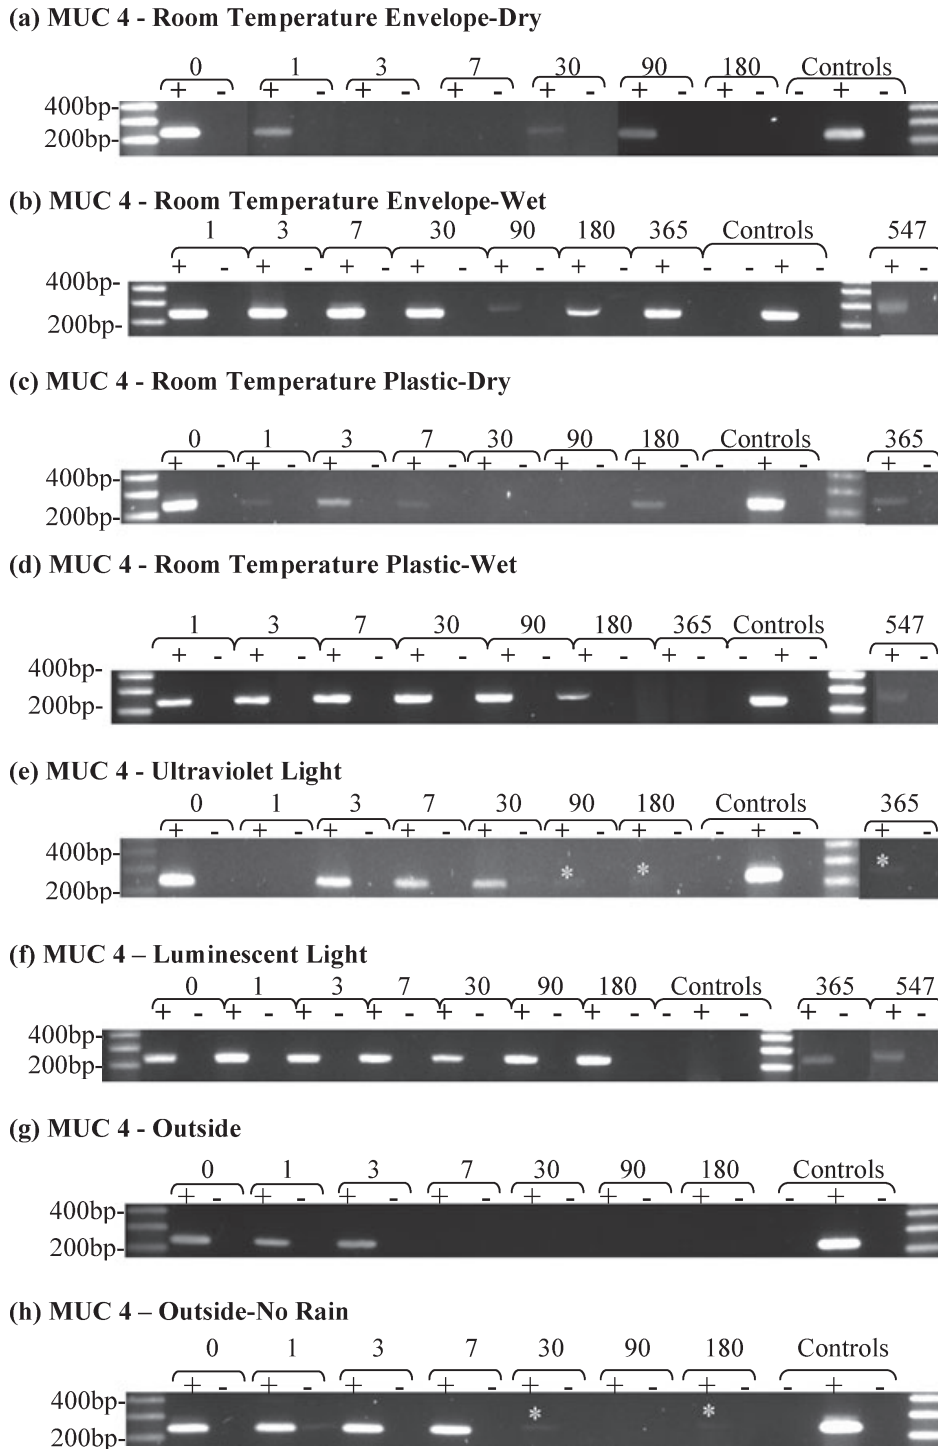 (a) MUC 4 - Room Temperature Envelope-Dry
0 1 3 7 30 90 180 Controls
+ - + - + - + - + - + - + - - + -
400bp-
200bp-
(b) MUC 4 - Room Temperature Envelope-Wet
1 3 7 30 90 180 365 Controls 547
+ - + - + - + - + - + - + - - + - + -
400bp-
200bp-
(c) MUC 4 - Room Temperature Plastic-Dry
0 1 3 7 30 90 180 Controls 365
+ - + - + - + - + - + - + - - + - + -
400bp-
200bp-
(d) MUC 4 - Room Temperature Plastic-Wet
1 3 7 30 90 180 365 Controls 547
+ - + - + - + - + - + - + - - + - + -
400bp-
200bp-
(e) MUC 4 - Ultraviolet Light
0 1 3 7 30 90 180 Controls 365
+ - + - + - + - + - + - + - - + - + -
400bp-
* * *
200bp-
(f) MUC 4 – Luminescent Light
0 1 3 7 30 90 180 Controls 365 547
+ - + - + - + - + - + - + - - + - + - + -
400bp-
200bp-
(g) MUC 4 - Outside
0 1 3 7 30 90 180 Controls
+ - + - + - + - + - + - + - - + -
400bp-
200bp-
(h) MUC 4 – Outside-No Rain
0 1 3 7 30 90 180 Controls
+ - + - + - + - + - + - + - - + -
400bp-
* *
200bp-